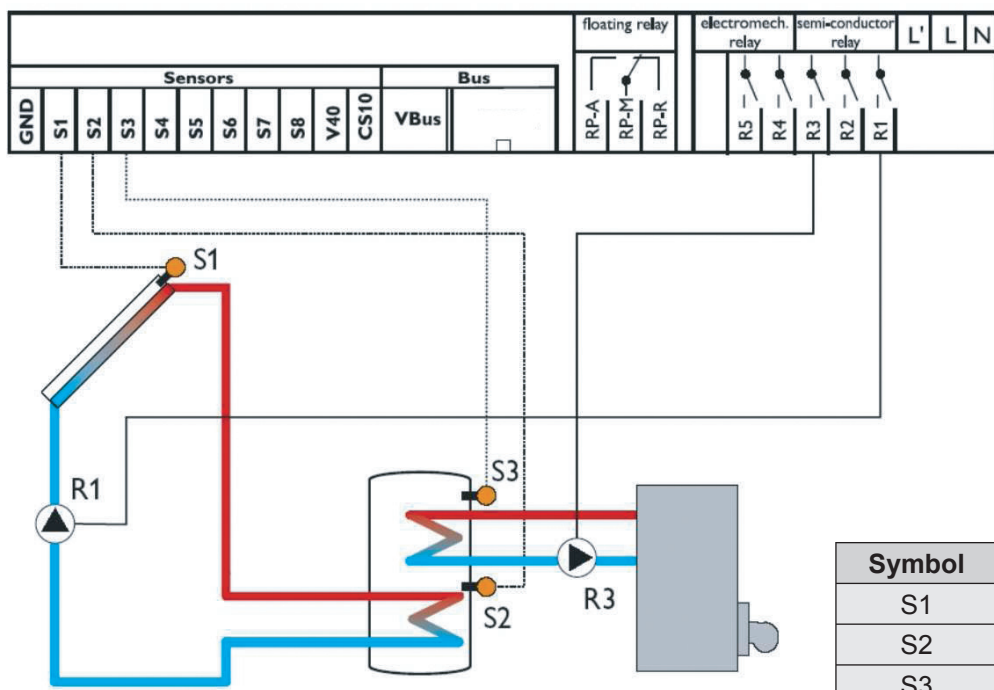 floating relay
electromech. relay
semi-conductor relay
L' L N
Sensors
Bus
GND S1 S2 S3 S4 S5 S6 S7 S8 V40 CS10
VBus
RP-A RP-M RP-R
R5 R4 R3 R2 R1
S1
R1
S3
R3
S2
Symbol
S1
S2
S3